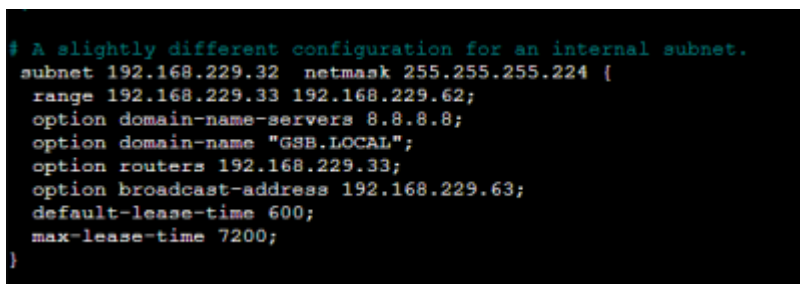 # A slightly different configuration for an internal subnet.
subnet 192.168.229.32  netmask 255.255.255.224 {
range 192.168.229.33 192.168.229.62;
option domain-name-servers 8.8.8.8;
option domain-name "GSB.LOCAL";
option routers 192.168.229.33;
option broadcast-address 192.168.229.63;
default-lease-time 600;
max-lease-time 7200;
}